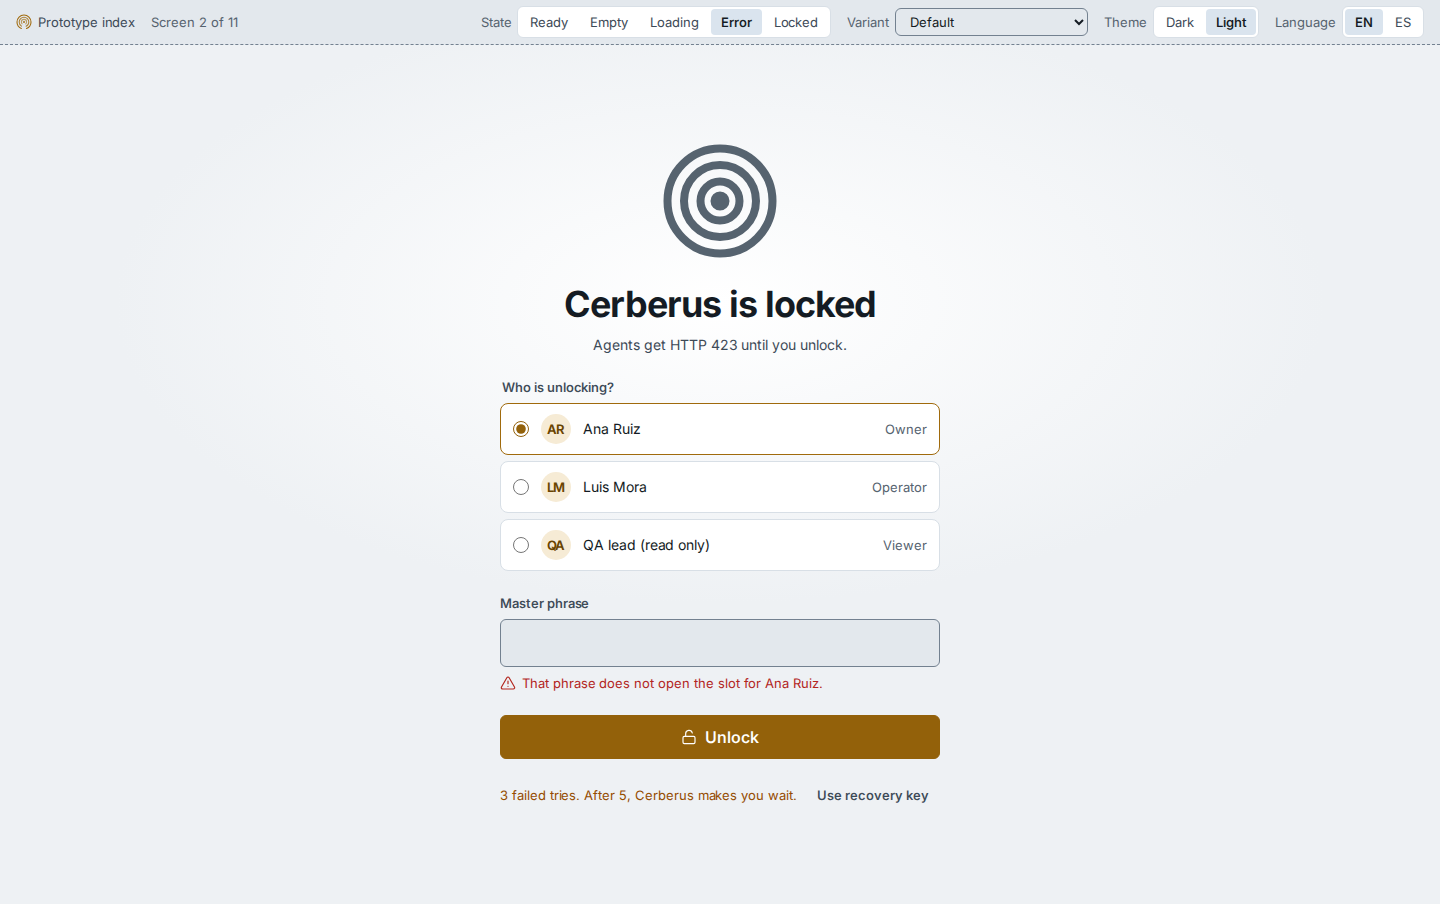 Prototype index Screen 2 of 11 State Ready Empty Loading Error Locked Variant Default Theme Dark Light Language EN ES
Cerberus is locked
Agents get HTTP 423 until you unlock.
Who is unlocking?
AR Ana Ruiz Owner
LM Luis Mora Operator
QA QA lead (read only) Viewer
Master phrase
That phrase does not open the slot for Ana Ruiz.
Unlock
3 failed tries. After 5, Cerberus makes you wait. Use recovery key